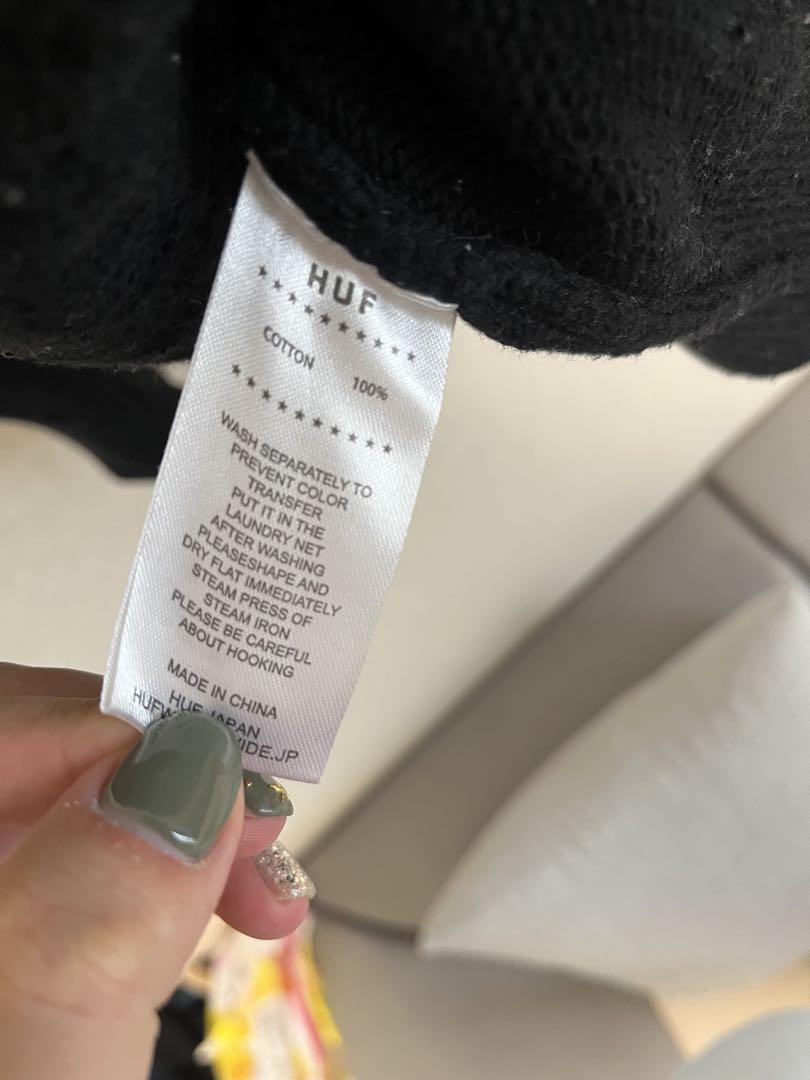 HUF
★★★★★★★★★★
COTTON 100%
★★★★★★★★★★
WASH SEPARATELY TO
PREVENT COLOR
TRANSFER
PUT IT IN THE
LAUNDRY NET
AFTER WASHING
PLEASESHAPE AND
DRY FLAT IMMEDIATELY
STEAM PRESS OF
STEAM IRON
PLEASE BE CAREFUL
ABOUT HOOKING
MADE IN CHINA
HUF JAPAN